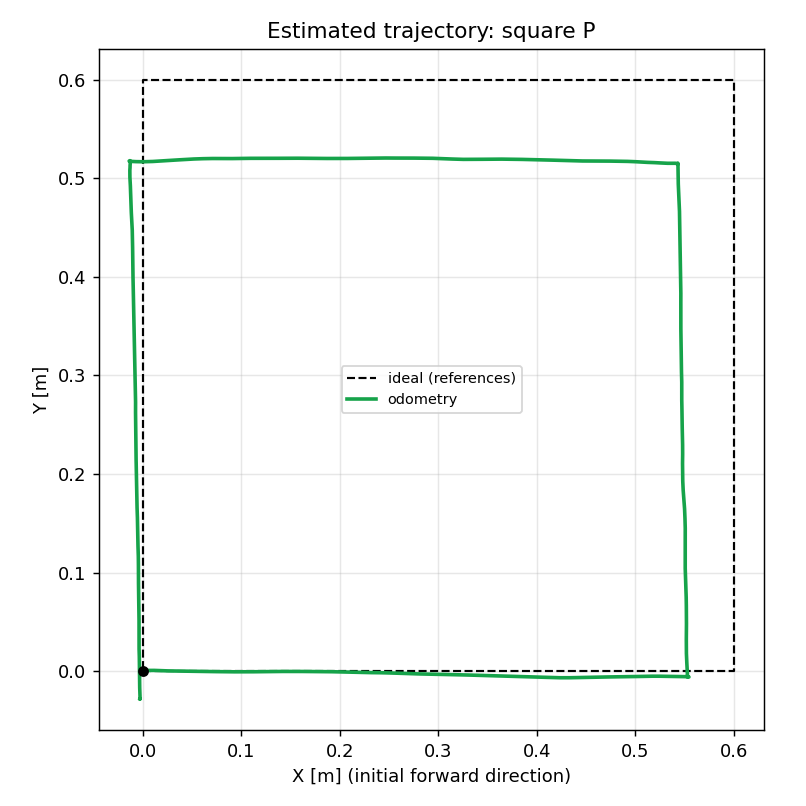 Estimated trajectory: square P
0.6
0.5
0.4
0.3
0.2
0.1
0.0
Y [m]
ideal (references)
odometry
0.0 0.1 0.2 0.3 0.4 0.5 0.6
X [m] (initial forward direction)